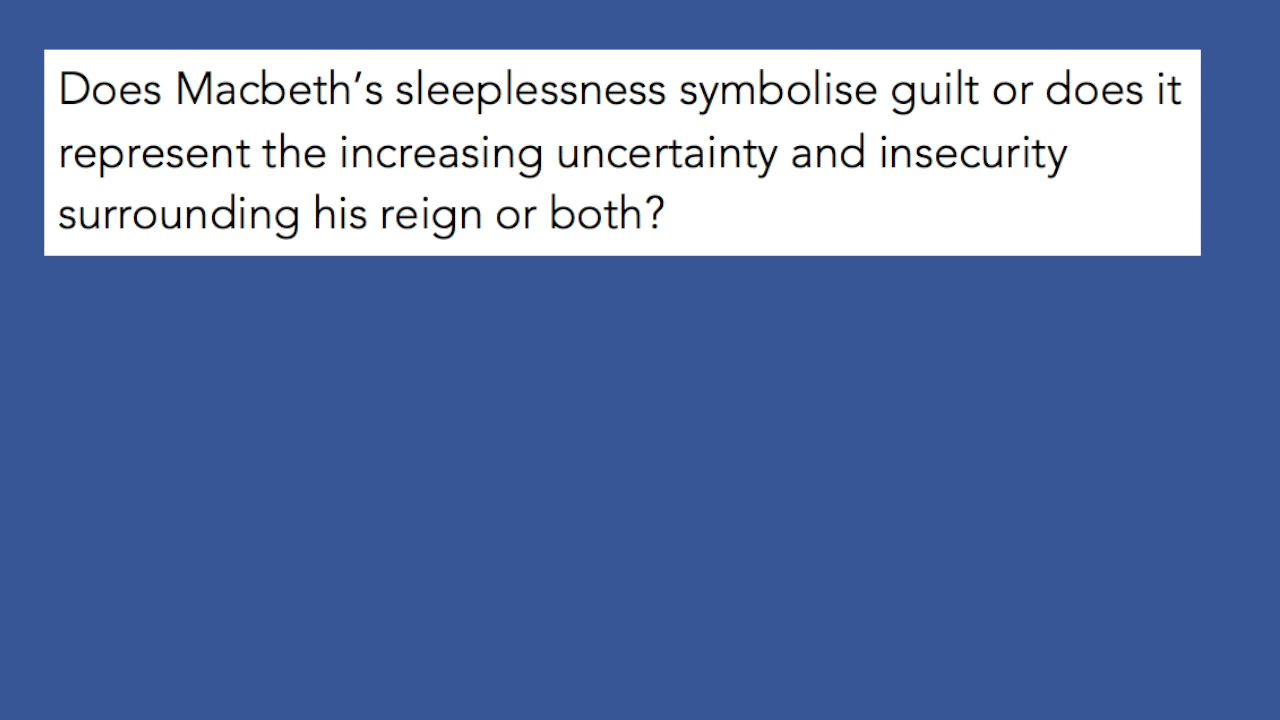 Does Macbeth’s sleeplessness symbolise guilt or does it
represent the increasing uncertainty and insecurity
surrounding his reign or both?